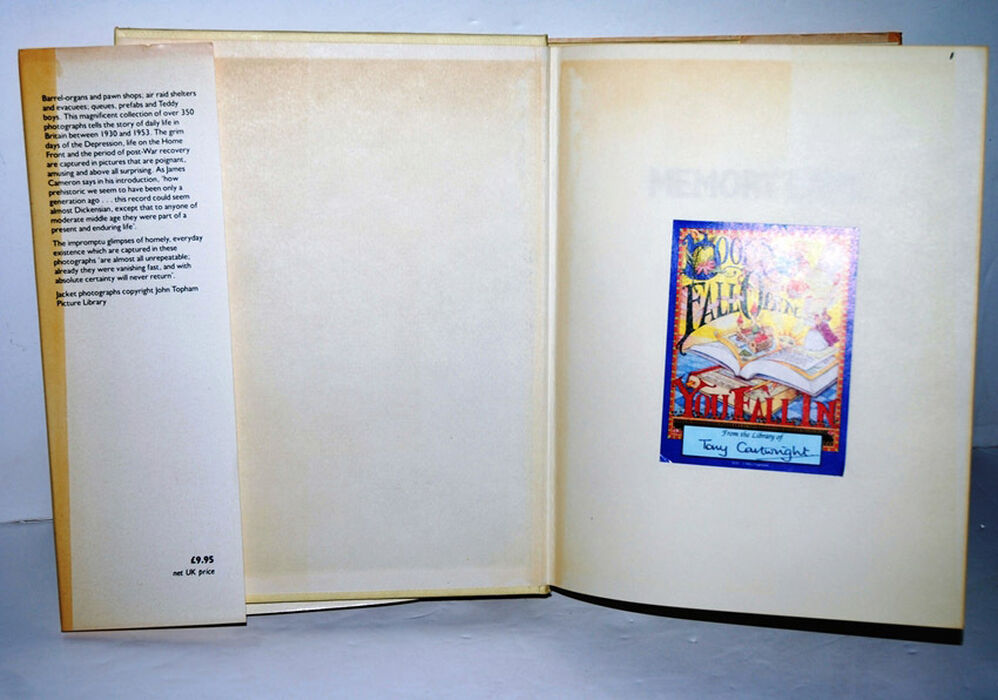 Barrel-organs and pawn shops; air raid shelters
and evacuees; queues, prefabs and Teddy
boys. This magnificent collection of over 350
photographs tells the story of daily life in
Britain between 1930 and 1953. The grim
days of the Depression, life on the Home
Front and the period of post-War recovery
are captured in pictures that are poignant,
amusing and above all surprising. As James
Cameron says in his introduction, 'how
prehistoric we seem to have been only a
generation ago . . . this record could seem
almost Dickensian, except that to anyone of
moderate middle age they were part of a
present and enduring life'.
The impromptu glimpses of homely, everyday
existence which are captured in these
photographs 'are almost all unrepeatable;
already they were vanishing fast, and with
absolute certainty will never return'.
Jacket photographs copyright John Topham
Picture Library
£9.95
net UK price
FALL OPEN
YOU FALL IN
From the Library of
Tony Cartwright